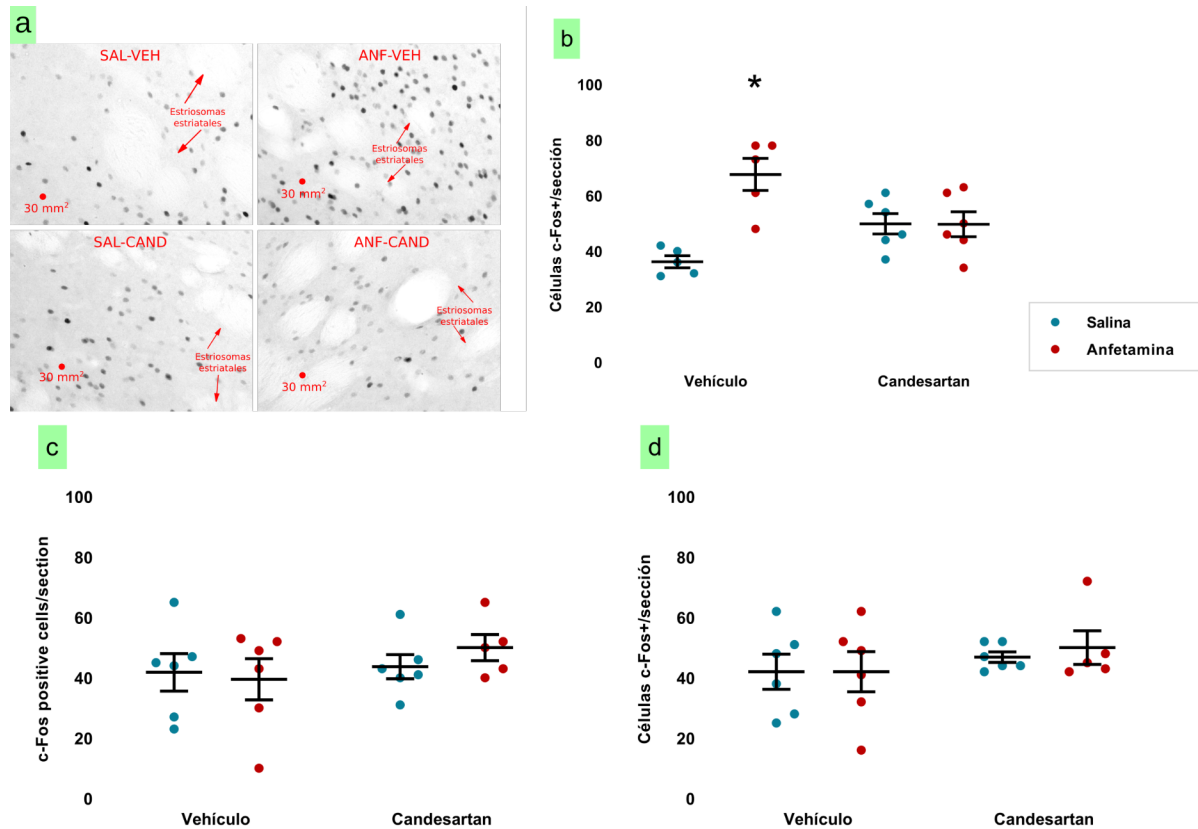 a
SAL-VEH
Estriosomas
estriatales
30 mm²
ANF-VEH
Estriosomas
estriatales
30 mm²
SAL-CAND
Estriosomas
estriatales
30 mm²
ANF-CAND
Estriosomas
estriatales
30 mm²
b
Células c-Fos+/sección
100
80
60
40
20
0
*
Vehículo
Candesartan
Salina
Anfetamina
c
c-Fos positive cells/section
100
80
60
40
20
0
Vehículo
Candesartan
d
Células c-Fos+/sección
100
80
60
40
20
0
Vehículo
Candesartan